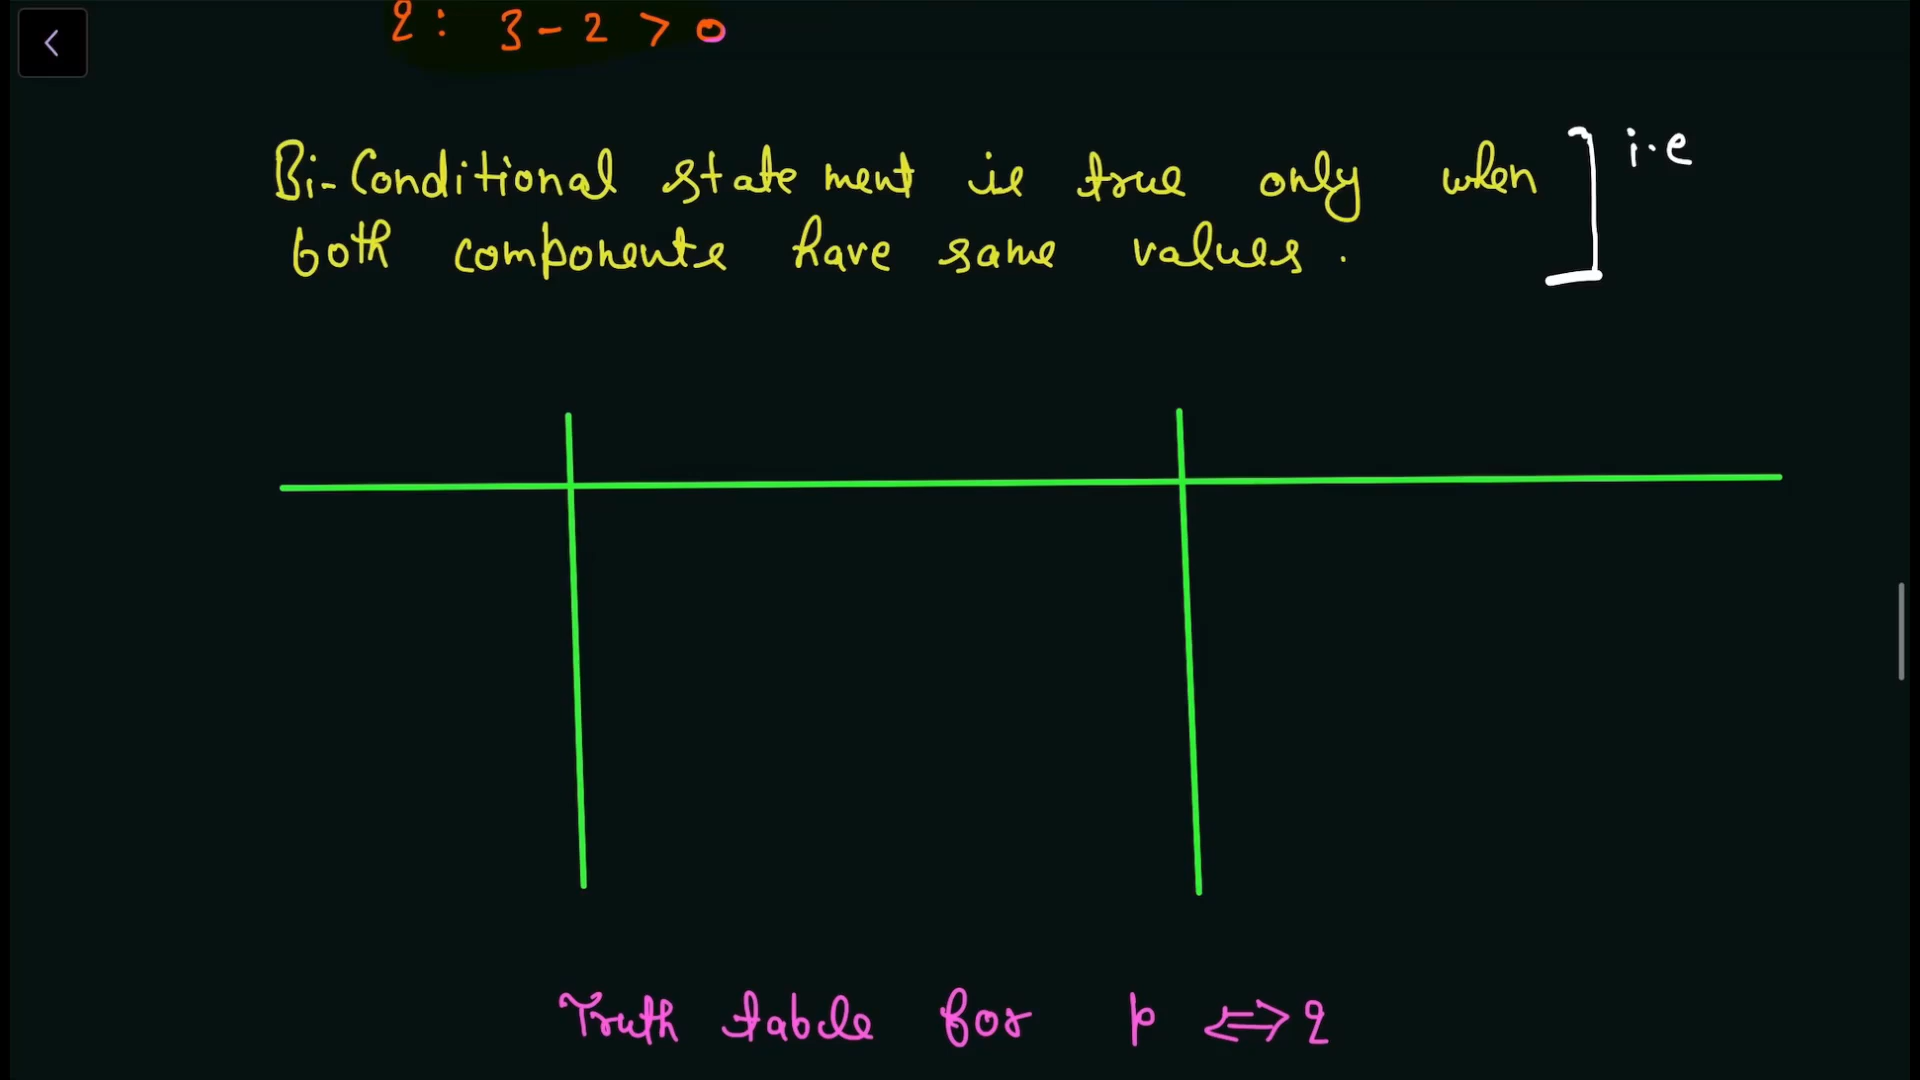 q: 3 - 2 > 0
Bi-Conditional statement is true only when
both components have same values.
i.e
Truth table for p <=> q